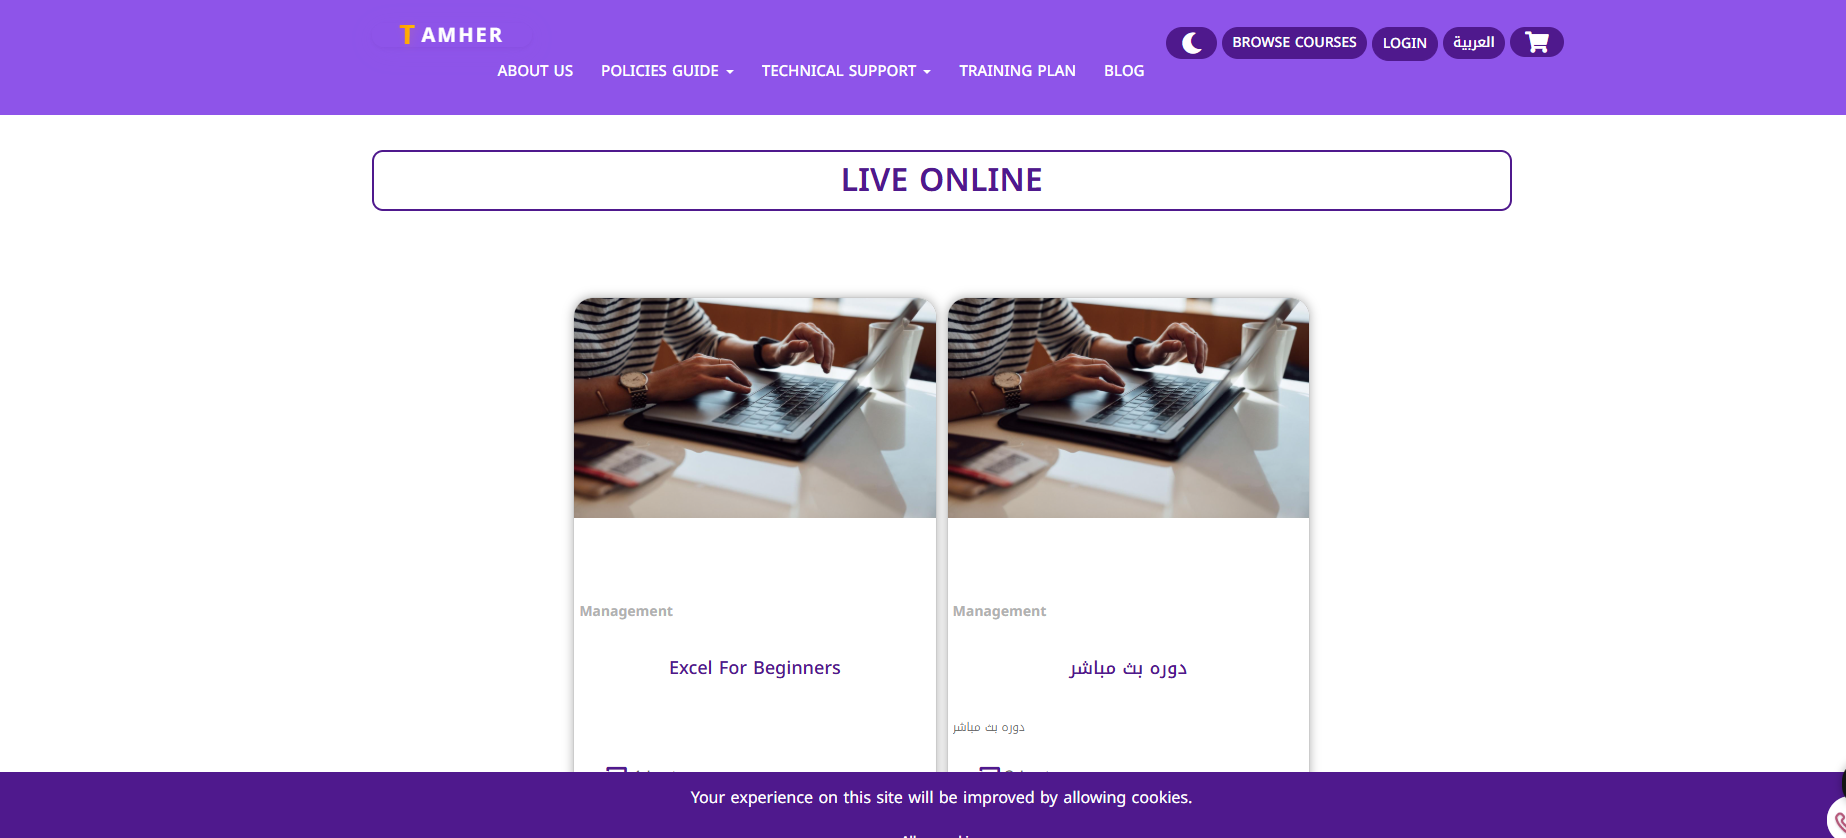 T AMHER
BROWSE COURSES
LOGIN
العربية
ABOUT US
POLICIES GUIDE
TECHNICAL SUPPORT
TRAINING PLAN
BLOG
LIVE ONLINE
Management
Excel For Beginners
Management
دوره بث مباشر
دوره بث مباشر
Your experience on this site will be improved by allowing cookies.